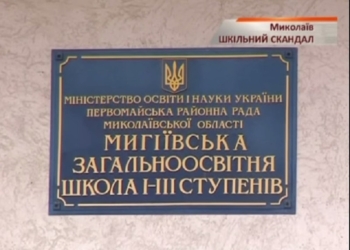 Миколаїв
ШКІЛЬНИЙ СКАНДАЛ
МІНІСТЕРСТВО ОСВІТИ І НАУКИ УКРАЇНИ
ПЕРВОМАЙСЬКА РАЙОННА РАДА
МИКОЛАЇВСЬКОЇ ОБЛАСТІ
МИГІЇВСЬКА
ЗАГАЛЬНООСВІТНЯ
ШКОЛА І-ІІІ СТУПЕНІВ